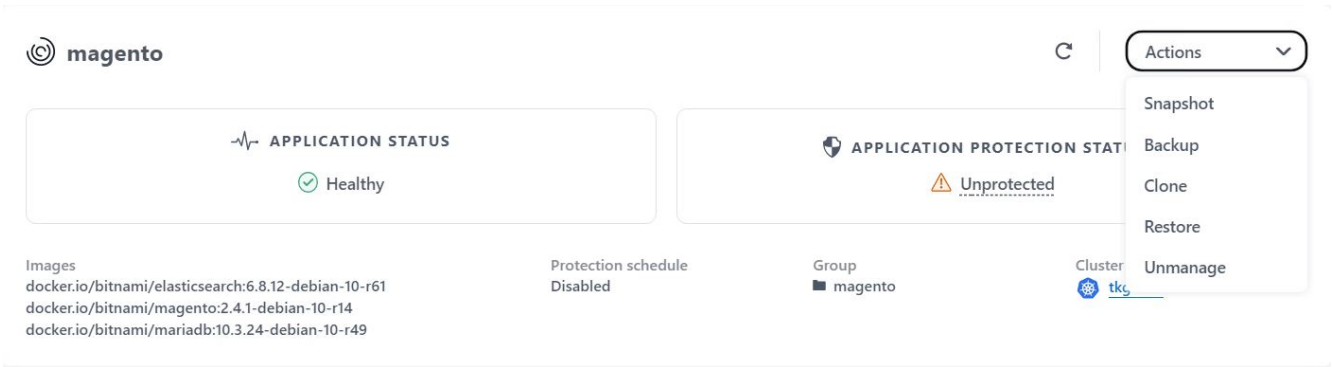 magento
Actions
Snapshot
Backup
Clone
Restore
Unmanage
APPLICATION STATUS
Healthy
APPLICATION PROTECTION
Unprotected
Images
docker.io/bitnami/elasticsearch:6.8.12-debian-10-r61
docker.io/bitnami/magento:2.4.1-debian-10-r14
docker.io/bitnami/mariadb:10.3.24-debian-10-r49
Protection schedule
Disabled
Group
magento
Cluster